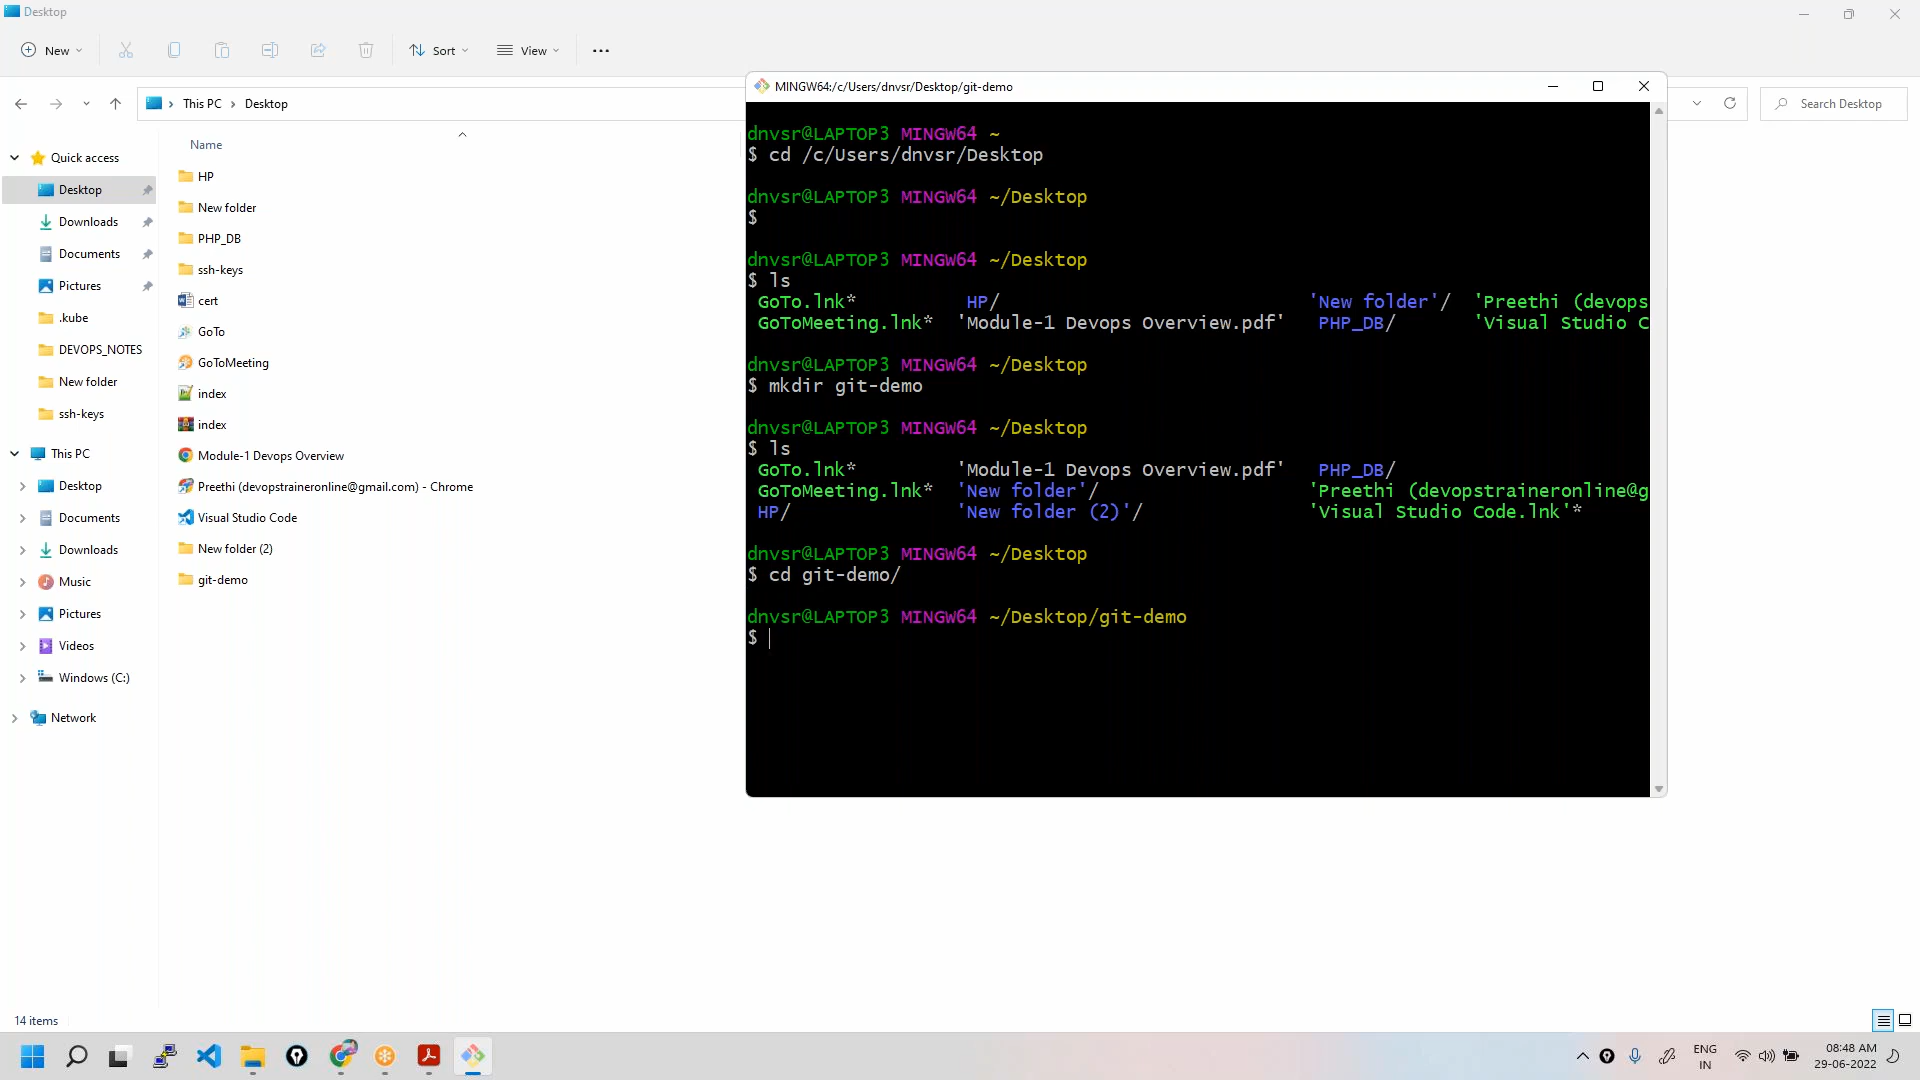 Desktop
New
Sort
View
This PC
Desktop
Search Desktop
Quick access
Desktop
Downloads
Documents
Pictures
.kube
DEVOPS_NOTES
New folder
ssh-keys
This PC
Desktop
Documents
Downloads
Music
Pictures
Videos
Windows (C:)
Network
Name
HP
New folder
PHP_DB
ssh-keys
cert
GoTo
GoToMeeting
index
index
Module-1 Devops Overview
Preethi (devopstraineronline@gmail.com) - Chrome
Visual Studio Code
New folder (2)
git-demo
MINGW64:/c/Users/dnvsr/Desktop/git-demo
dnvsr@LAPTOP3 MINGW64 ~
$ cd /c/Users/dnvsr/Desktop
dnvsr@LAPTOP3 MINGW64 ~/Desktop
$
dnvsr@LAPTOP3 MINGW64 ~/Desktop
$ ls
GoTo.lnk* HP/ 'New folder'/ 'Preethi (devops
GoToMeeting.lnk* 'Module-1 Devops Overview.pdf' PHP_DB/ 'Visual Studio C
dnvsr@LAPTOP3 MINGW64 ~/Desktop
$ mkdir git-demo
dnvsr@LAPTOP3 MINGW64 ~/Desktop
$ ls
GoTo.lnk* 'Module-1 Devops Overview.pdf' PHP_DB/
GoToMeeting.lnk* 'New folder'/ 'Preethi (devopstraineronline@g
HP/ 'New folder (2)'/ 'Visual Studio Code.lnk'*
dnvsr@LAPTOP3 MINGW64 ~/Desktop
$ cd git-demo/
dnvsr@LAPTOP3 MINGW64 ~/Desktop/git-demo
$
14 items
ENG
IN
08:48 AM
29-06-2022